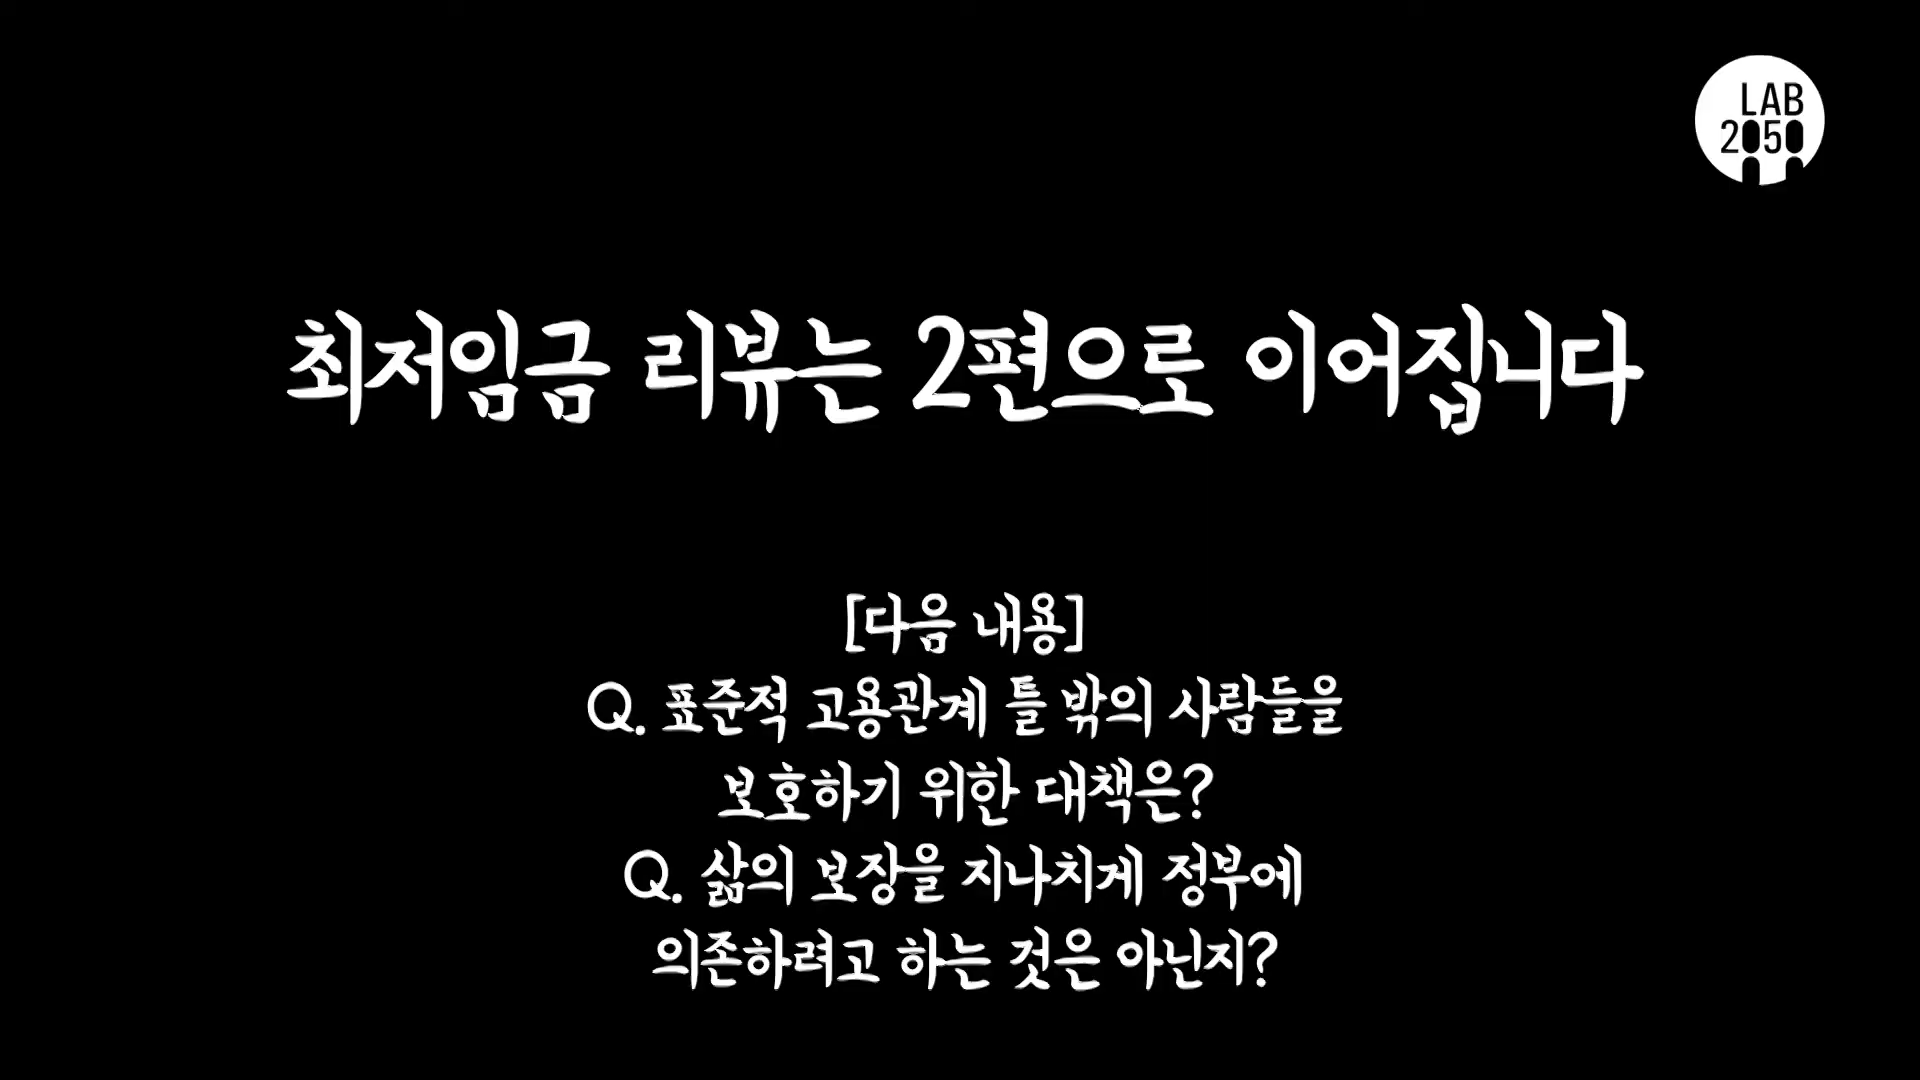 LAB
2050
최저임금 리뷰는 2편으로 이어집니다
[다음 내용]
Q. 표준적 고용관계 틀 밖의 사람들을
보호하기 위한 대책은?
Q. 삶의 보장을 지나치게 정부에
의존하려고 하는 것은 아닌지?